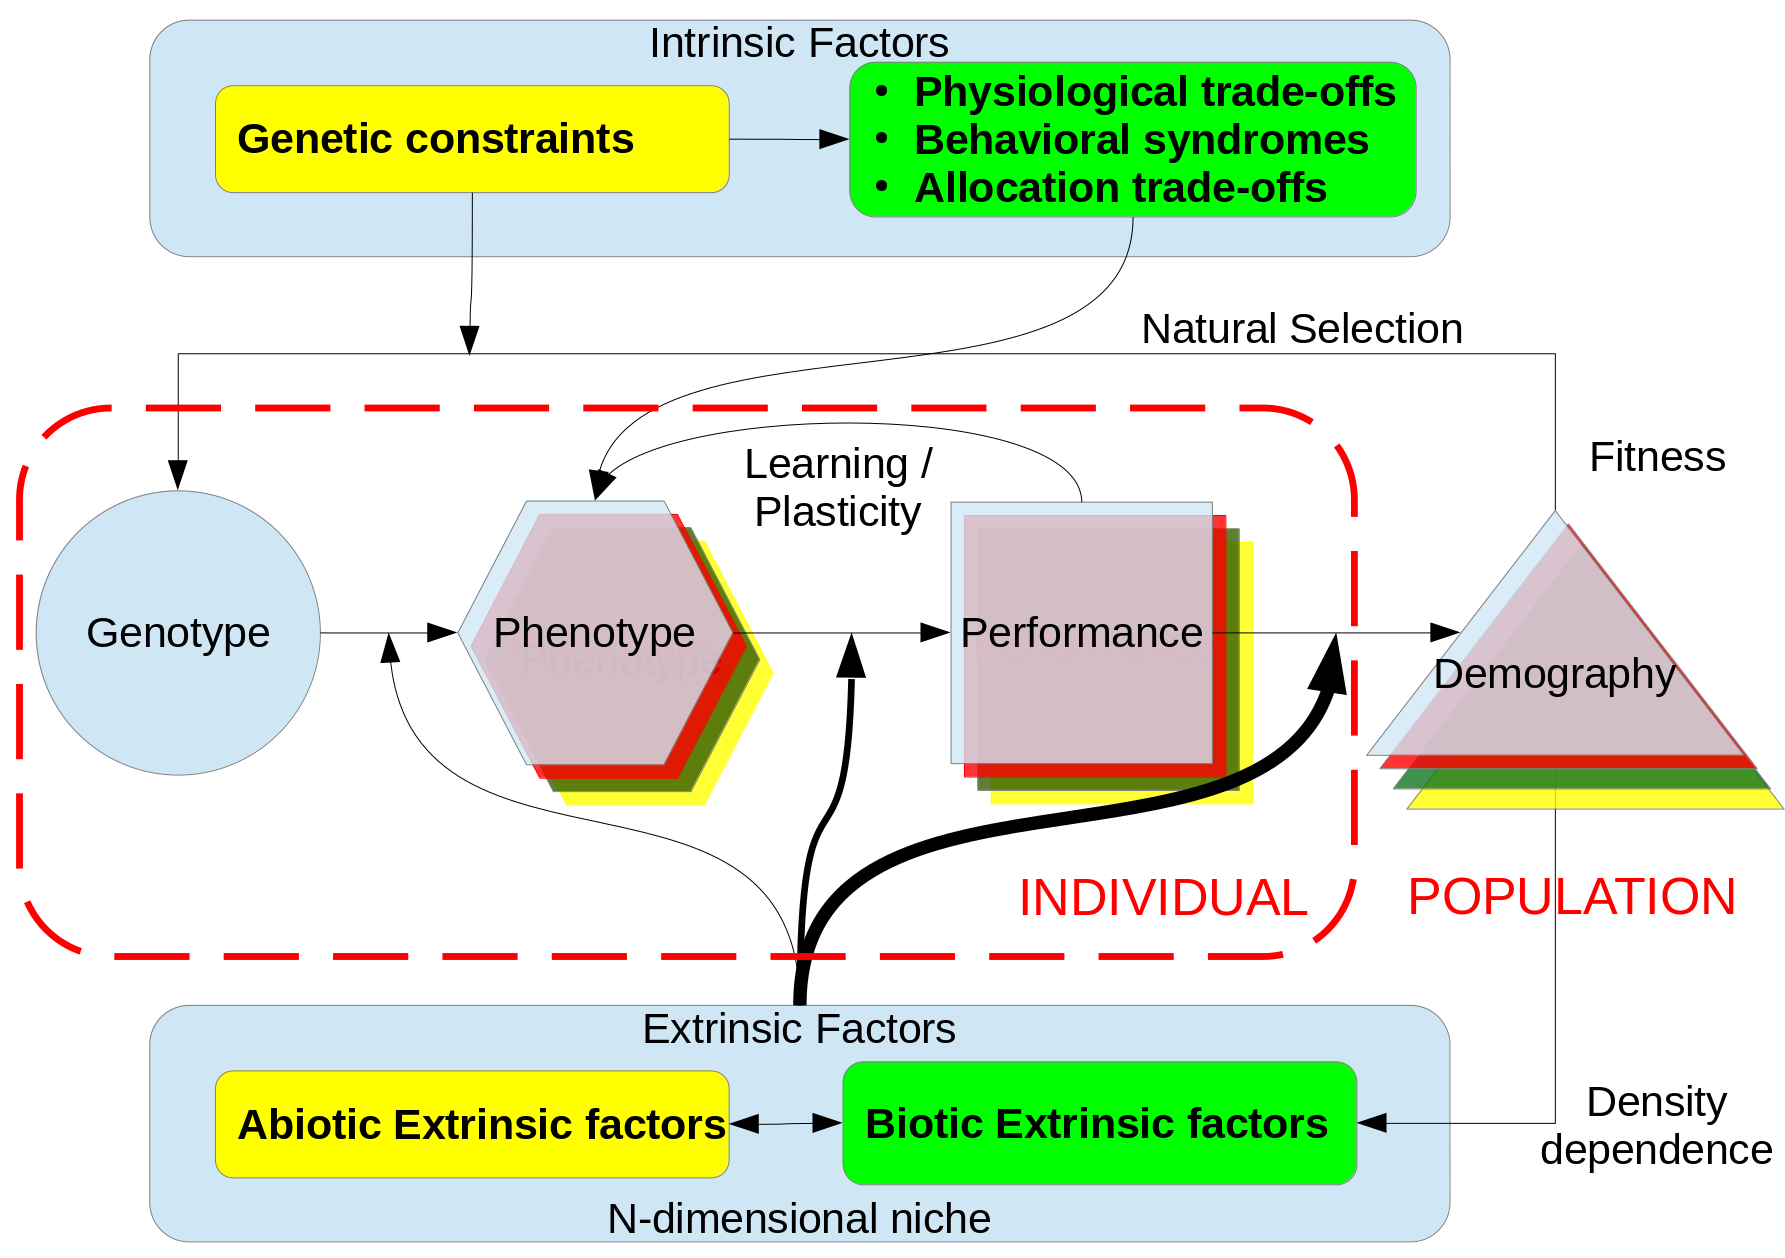 Intrinsic Factors
Genetic constraints
• Physiological trade-offs
• Behavioral syndromes
• Allocation trade-offs
Natural Selection
Fitness
Learning /
Plasticity
Genotype
Phenotype
Phenotype
Performance
Demography
INDIVIDUAL
POPULATION
Extrinsic Factors
Abiotic Extrinsic factors
Biotic Extrinsic factors
Density
dependence
N-dimensional niche